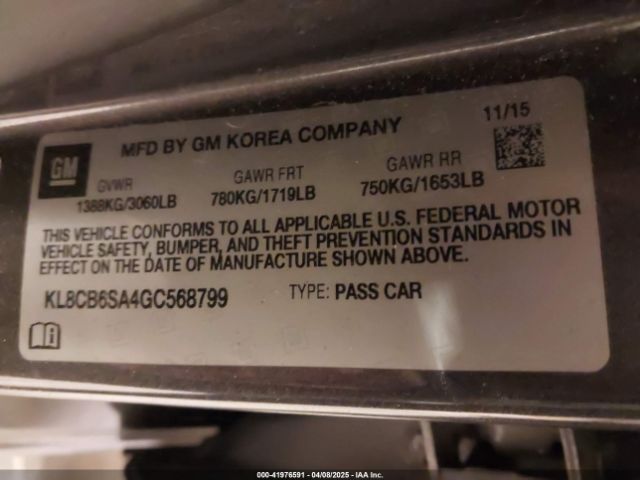 GM
MFD BY GM KOREA COMPANY
11/15
GVWR
GAWR FRT
GAWR RR
1388KG/3060LB
780KG/1719LB
750KG/1653LB
THIS VEHICLE CONFORMS TO ALL APPLICABLE U.S. FEDERAL MOTOR
VEHICLE SAFETY, BUMPER, AND THEFT PREVENTION STANDARDS IN
EFFECT ON THE DATE OF MANUFACTURE SHOWN ABOVE.
KL8CB6SA4GC568799
TYPE: PASS CAR
000-41976591 - 04/08/2025 - IAA Inc.